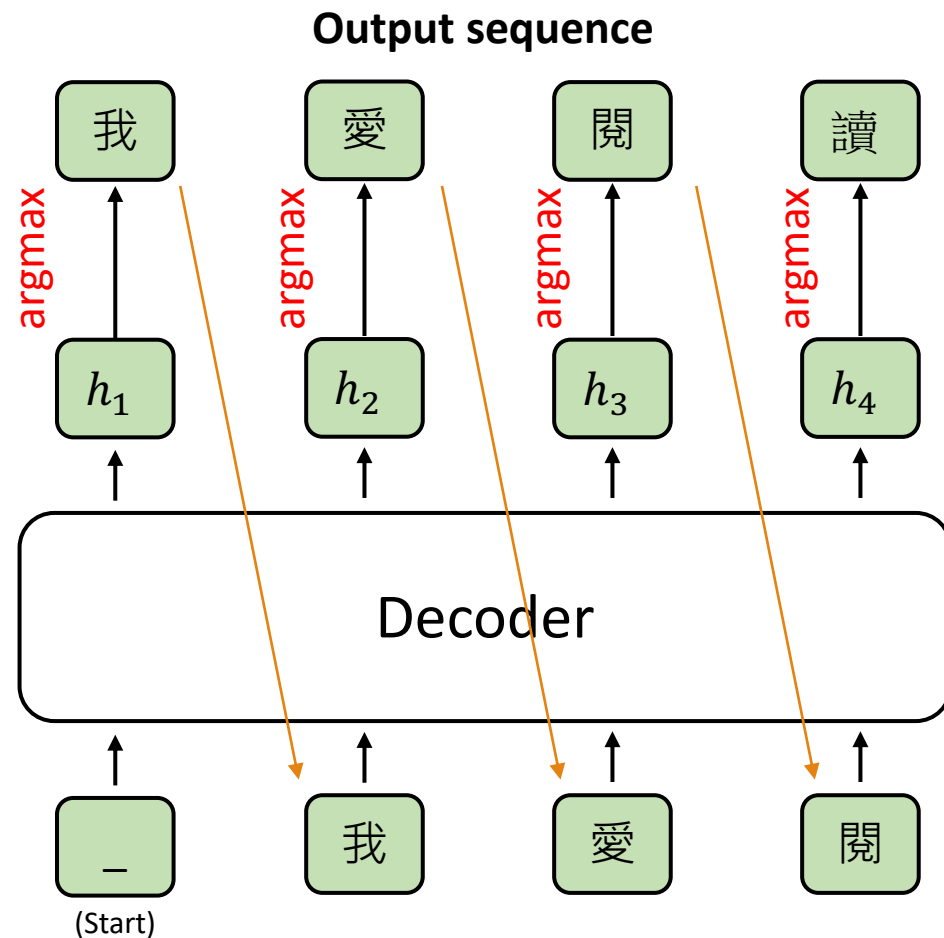 Output sequence
我 愛 閱 讀
argmax argmax argmax argmax
h₁ h₂ h₃ h₄
Decoder
_ 我 愛 閱
(Start)